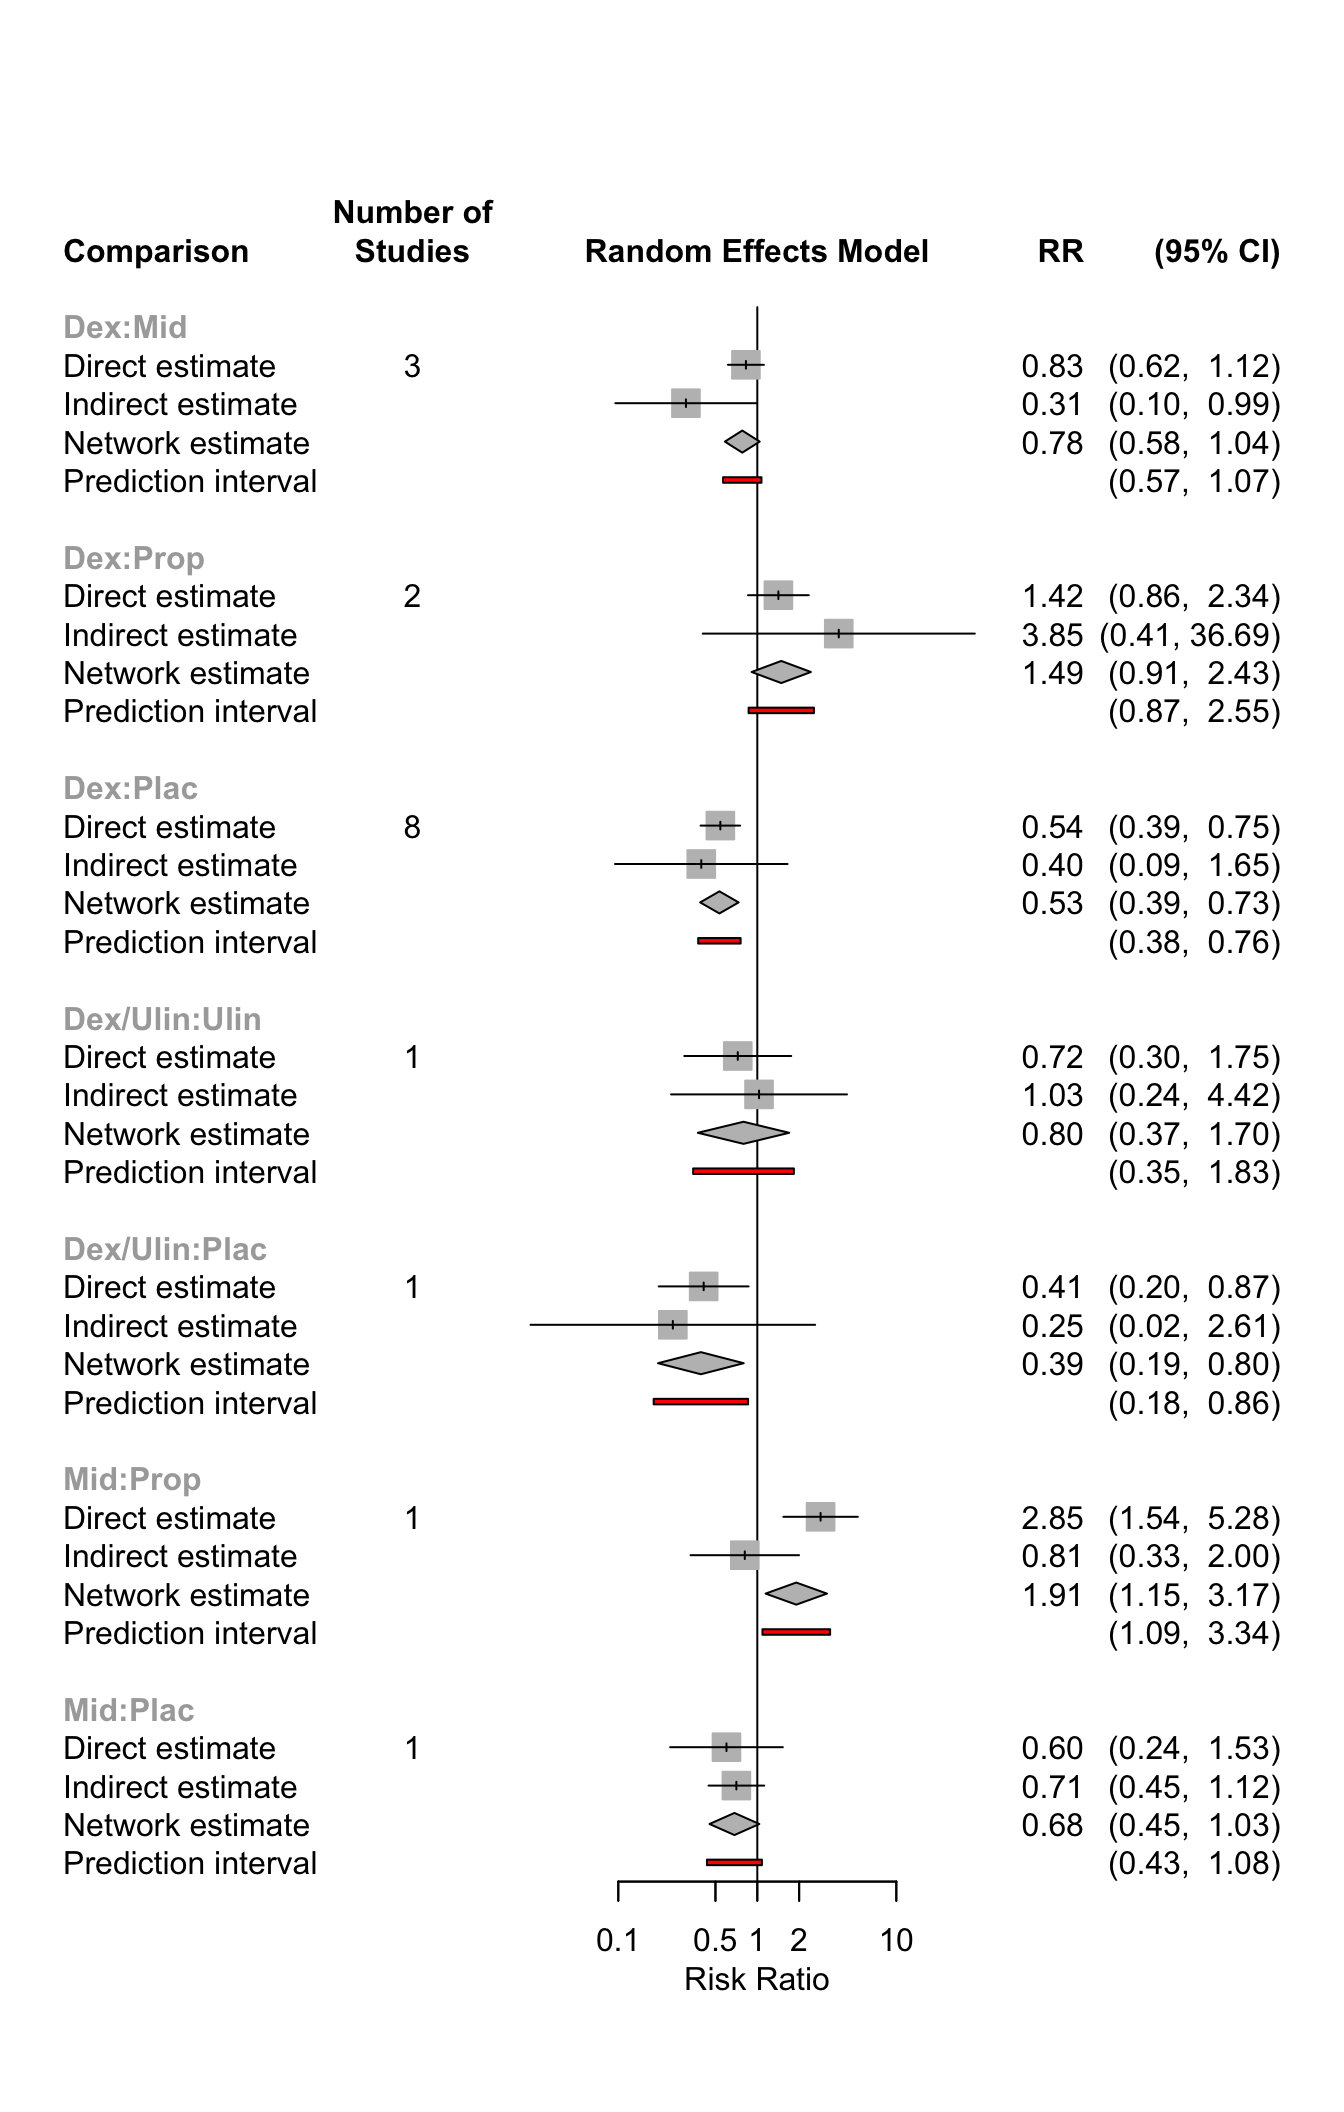 Number of
Comparison Studies Random Effects Model RR (95% CI)
Dex:Mid
Direct estimate 3 0.83 (0.62, 1.12)
Indirect estimate 0.31 (0.10, 0.99)
Network estimate 0.78 (0.58, 1.04)
Prediction interval (0.57, 1.07)
Dex:Prop
Direct estimate 2 1.42 (0.86, 2.34)
Indirect estimate 3.85 (0.41, 36.69)
Network estimate 1.49 (0.91, 2.43)
Prediction interval (0.87, 2.55)
Dex:Plac
Direct estimate 8 0.54 (0.39, 0.75)
Indirect estimate 0.40 (0.09, 1.65)
Network estimate 0.53 (0.39, 0.73)
Prediction interval (0.38, 0.76)
Dex/Ulin:Ulin
Direct estimate 1 0.72 (0.30, 1.75)
Indirect estimate 1.03 (0.24, 4.42)
Network estimate 0.80 (0.37, 1.70)
Prediction interval (0.35, 1.83)
Dex/Ulin:Plac
Direct estimate 1 0.41 (0.20, 0.87)
Indirect estimate 0.25 (0.02, 2.61)
Network estimate 0.39 (0.19, 0.80)
Prediction interval (0.18, 0.86)
Mid:Prop
Direct estimate 1 2.85 (1.54, 5.28)
Indirect estimate 0.81 (0.33, 2.00)
Network estimate 1.91 (1.15, 3.17)
Prediction interval (1.09, 3.34)
Mid:Plac
Direct estimate 1 0.60 (0.24, 1.53)
Indirect estimate 0.71 (0.45, 1.12)
Network estimate 0.68 (0.45, 1.03)
Prediction interval (0.43, 1.08)
0.1 0.5 1 2 10
Risk Ratio